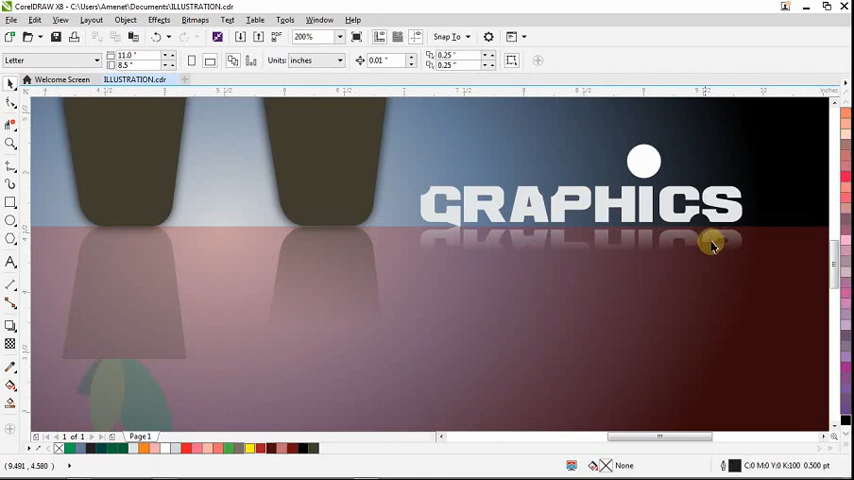 CorelDRAW X8 - C:\Users\Amenet\Documents\ILLUSTRATION.cdr
File Edit View Layout Object Effects Bitmaps Text Table Tools Window Help
200% Snap To
Letter 11.0 " 8.5 " Units: inches 0.01 " 0.25 " 0.25 "
Welcome Screen ILLUSTRATION.cdr
inches
GRAPHICS
1 of 1 Page1
(9.491, 4.580) None C:0 M:0 Y:0 K:100 0.500 pt